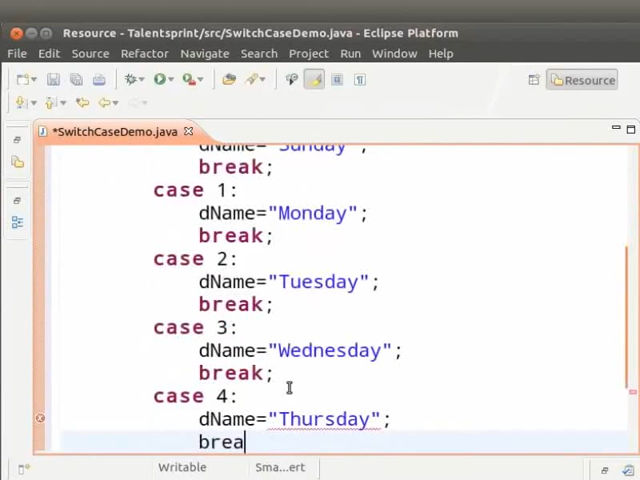 Resource - Talentsprint/src/SwitchCaseDemo.java - Eclipse Platform
File Edit Source Refactor Navigate Search Project Run Window Help
Resource
*SwitchCaseDemo.java
dName="Sunday";
break;
case 1:
dName="Monday";
break;
case 2:
dName="Tuesday";
break;
case 3:
dName="Wednesday";
break;
case 4:
dName="Thursday";
brea
Writable Sma...ert